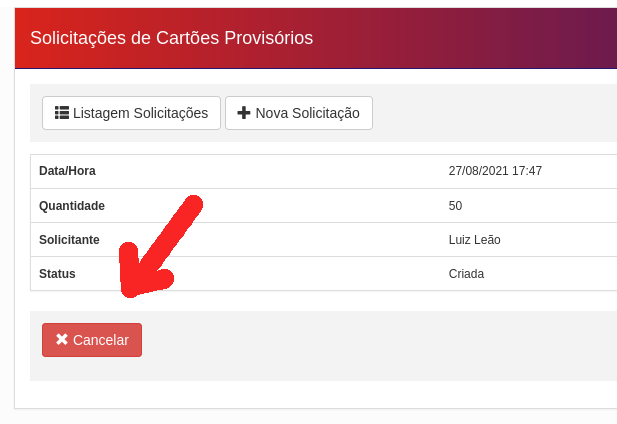 Solicitações de Cartões Provisórios
Listagem Solicitações Nova Solicitação
Data/Hora 27/08/2021 17:47
Quantidade 50
Solicitante Luiz Leão
Status Criada
Cancelar